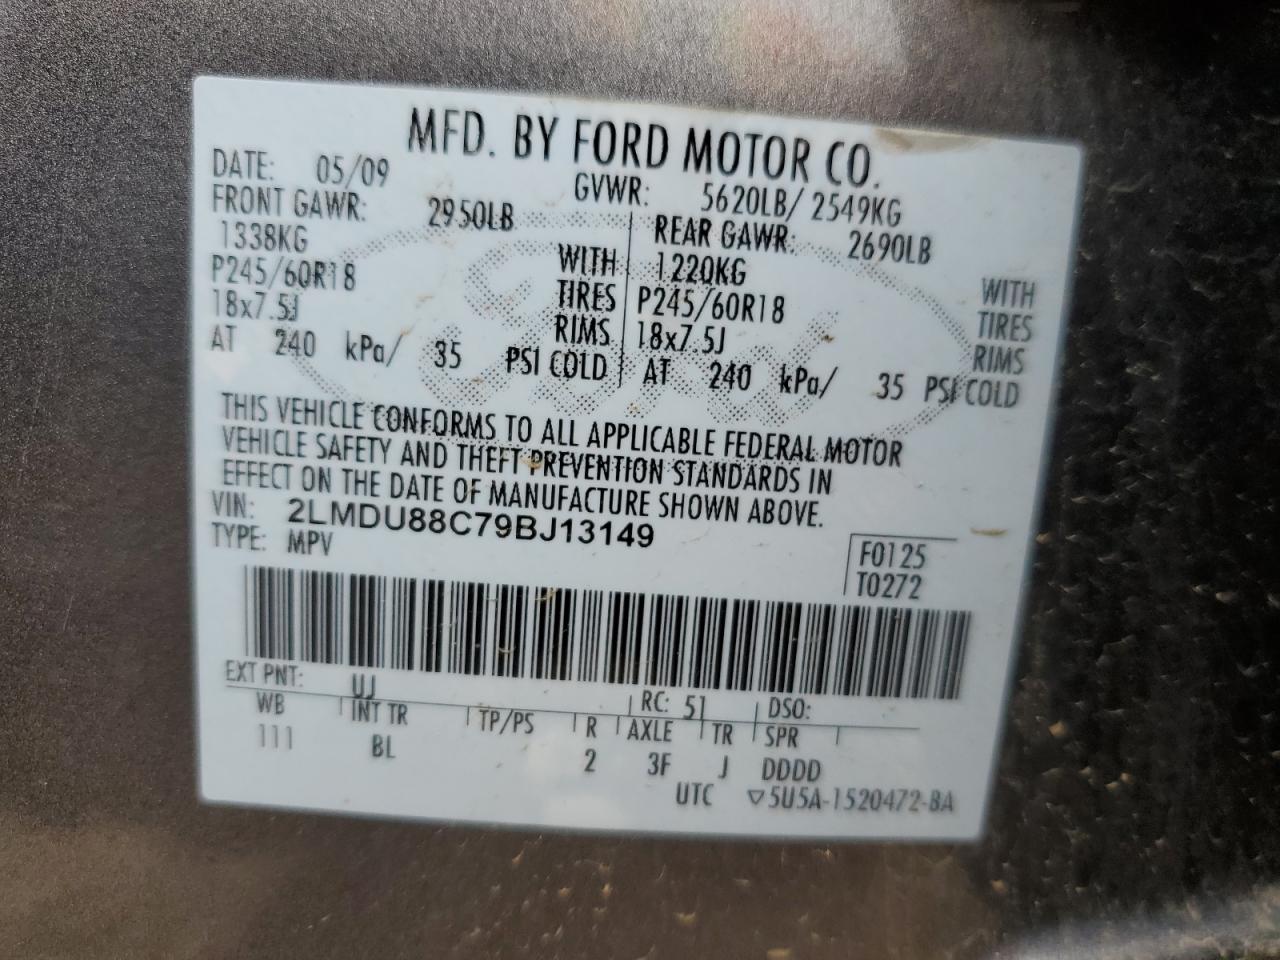 MFD. BY FORD MOTOR CO.
DATE: 05/09 GVWR: 5620LB/ 2549KG
FRONT GAWR: 2950LB REAR GAWR: 2690LB
1338KG WITH 1220KG WITH
P245/60R18 TIRES P245/60R18 TIRES
18x7.5J RIMS 18x7.5J RIMS
AT 240 kPa/ 35 PSI COLD AT 240 kPa/ 35 PSI COLD
THIS VEHICLE CONFORMS TO ALL APPLICABLE FEDERAL MOTOR
VEHICLE SAFETY AND THEFT PREVENTION STANDARDS IN
EFFECT ON THE DATE OF MANUFACTURE SHOWN ABOVE.
VIN: 2LMDU88C79BJ13149
TYPE: MPV
F0125
T0272
EXT PNT: UJ RC: 51 DSO:
WB INT TR TP/PS R AXLE TR SPR
111 BL 2 3F J DDDD
UTC ▽5U5A-1520472-BA
Ford